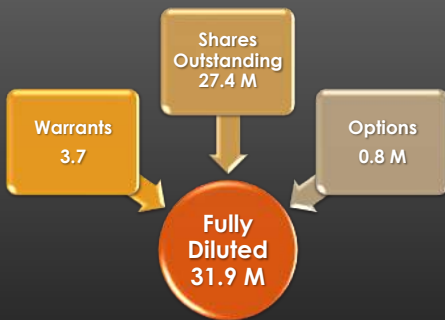 Shares
Outstanding
27.4 M
Warrants
3.7
Options
0.8 M
Fully
Diluted
31.9 M